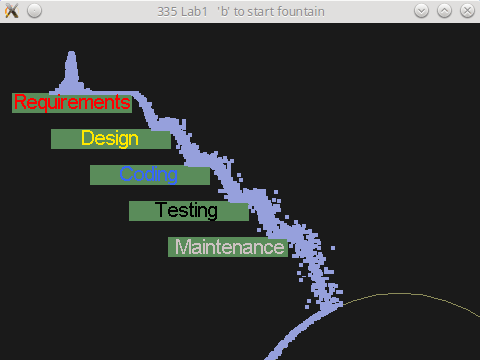 335 Lab1   'b' to start fountain
Requirements
Design
Coding
Testing
Maintenance